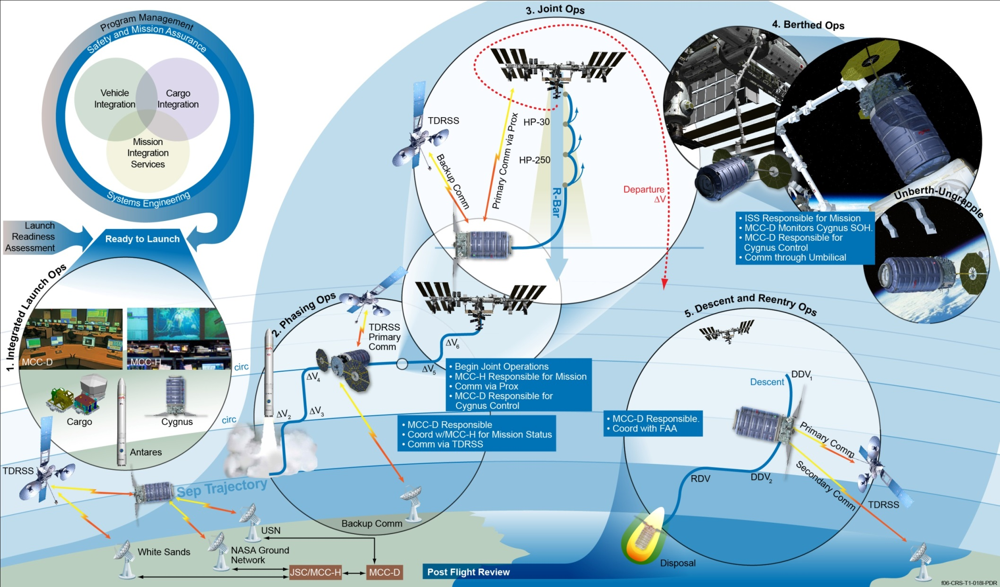 Program Management
Safety and Mission Assurance
Vehicle
Integration
Cargo
Integration
Mission
Integration
Services
Systems Engineering
Launch
Readiness
Assessment
Ready to Launch
1. Integrated Launch Ops
MCC-D
MCC-H
Cargo
Cygnus
Antares
TDRSS
Sep Trajectory
USN
White Sands
NASA Ground
Network
JSC/MCC-H
MCC-D
2. Phasing Ops
TDRSS
Primary
Comm
circ
circ
ΔV2
ΔV3
ΔV4
ΔV5
ΔV6
• MCC-D Responsible
• Coord w/MCC-H for Mission Status
• Comm via TDRSS
Backup Comm
3. Joint Ops
TDRSS
Backup Comm
Primary Comm via Prox
HP-30
HP-250
R-Bar
Departure
ΔV
• Begin Joint Operations
• MCC-H Responsible for Mission
• Comm via Prox
• MCC-D Responsible for
Cygnus Control
4. Berthed Ops
Unberth-Ungrapple
• ISS Responsible for Mission
• MCC-D Monitors Cygnus SOH.
• MCC-D Responsible for
Cygnus Control
• Comm through Umbilical
5. Descent and Reentry Ops
Descent
DDV1
• MCC-D Responsible.
• Coord with FAA
Primary Comm
Secondary Comm
TDRSS
RDV
DDV2
Disposal
Post Flight Review
f06-CRS-T1-018I-PDR